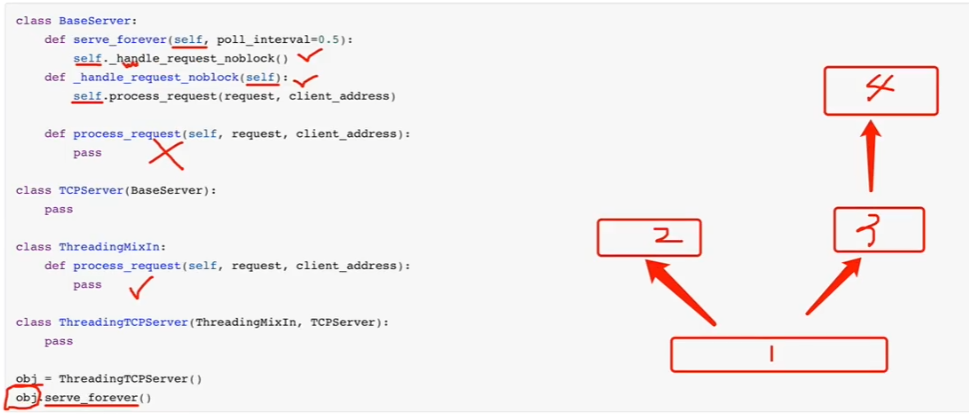 class BaseServer:
    def serve_forever(self, poll_interval=0.5):
        self._handle_request_noblock()
    def _handle_request_noblock(self):
        self.process_request(request, client_address)
    def process_request(self, request, client_address):
        pass
class TCPServer(BaseServer):
    pass
class ThreadingMixIn:
    def process_request(self, request, client_address):
        pass
class ThreadingTCPServer(ThreadingMixIn, TCPServer):
    pass
obj = ThreadingTCPServer()
obj.serve_forever()
4
2
3
1